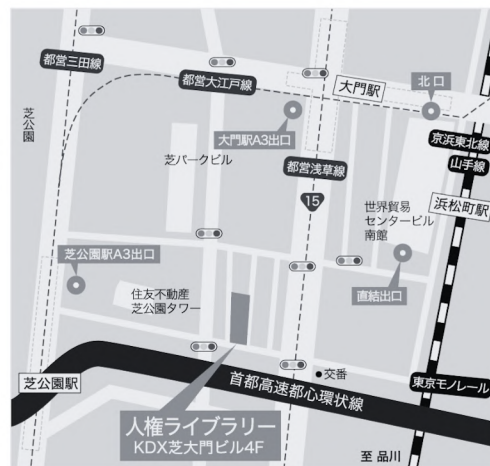 都営三田線
都営大江戸線
大門駅
北口
芝公園
大門駅A3出口
京浜東北線
山手線
芝パークビル
都営浅草線
15
世界貿易
センタービル
南館
浜松町駅
芝公園駅A3出口
住友不動産
芝公園タワー
直結出口
交番
芝公園駅
首都高速都心環状線
東京モノレール
人権ライブラリー
KDX芝大門ビル4F
至 品川